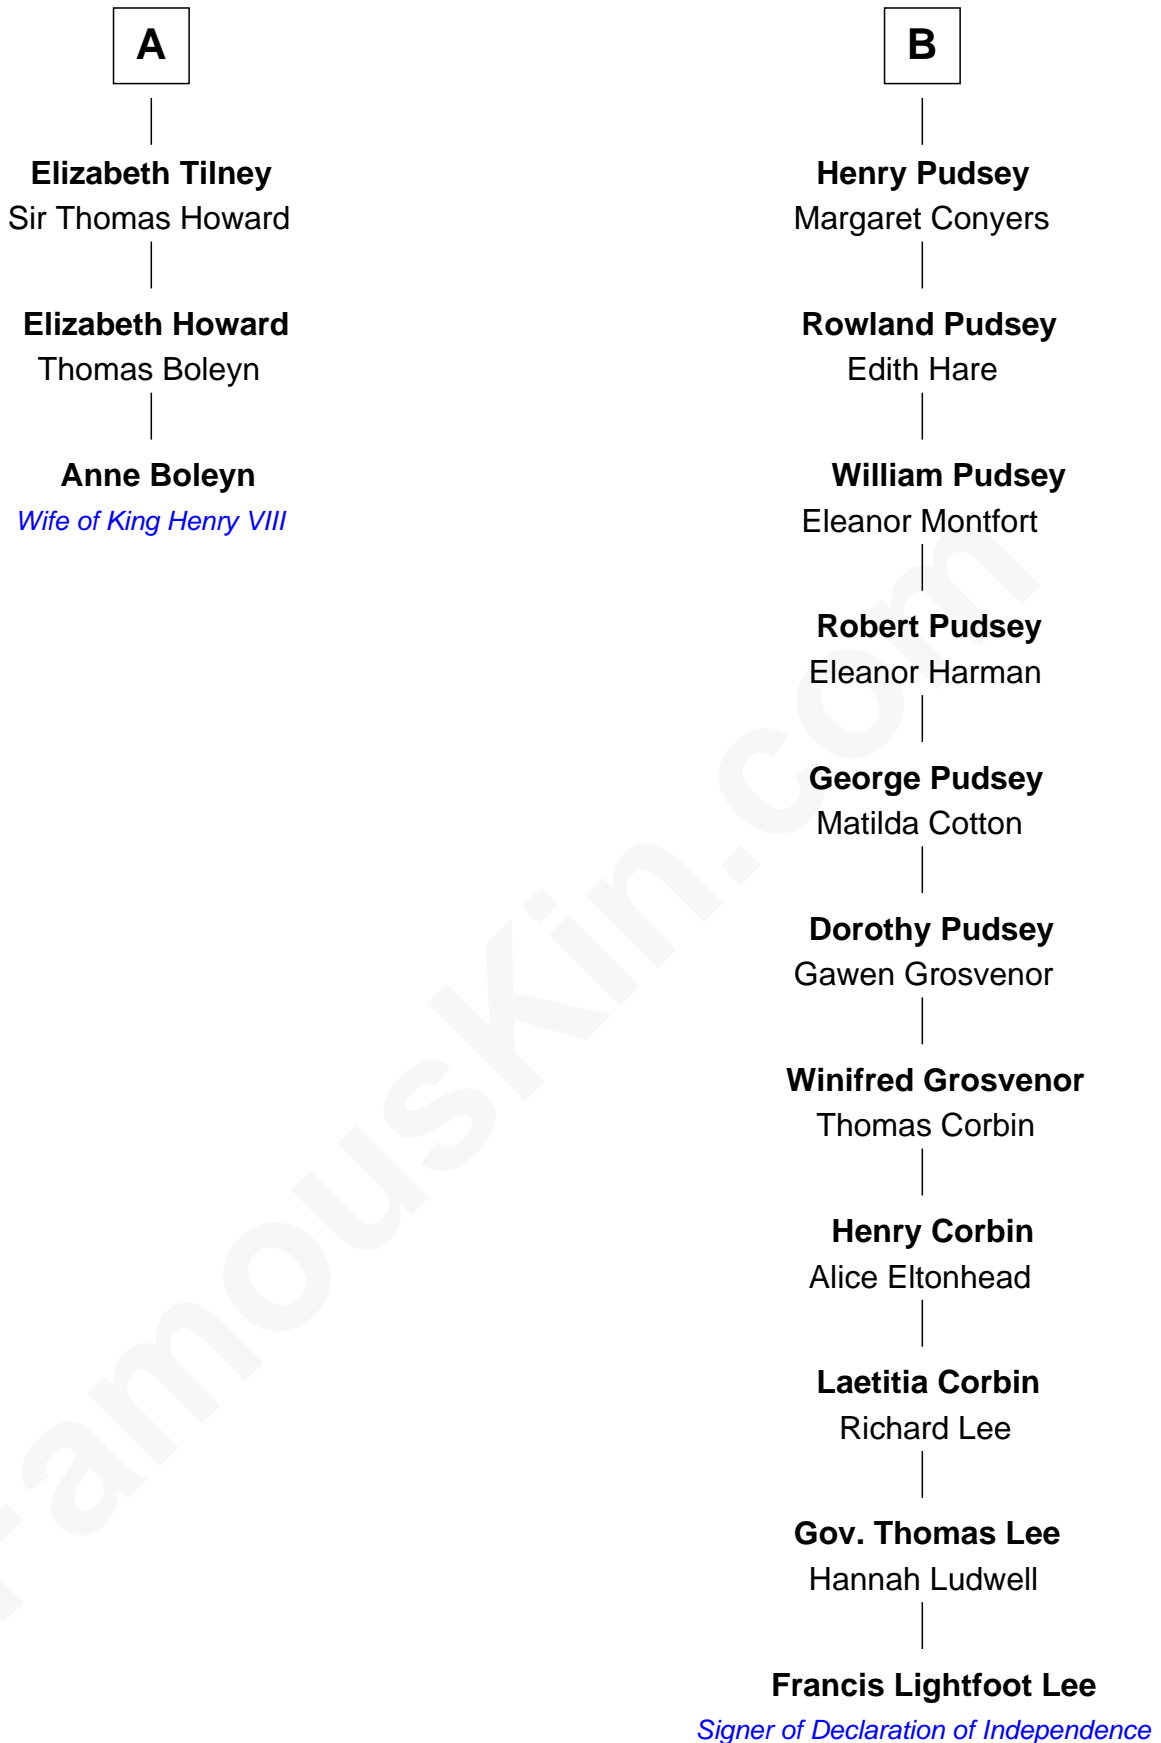 A
Elizabeth Tilney
Sir Thomas Howard
Elizabeth Howard
Thomas Boleyn
Anne Boleyn
Wife of King Henry VIII
B
Henry Pudsey
Margaret Conyers
Rowland Pudsey
Edith Hare
William Pudsey
Eleanor Montfort
Robert Pudsey
Eleanor Harman
George Pudsey
Matilda Cotton
Dorothy Pudsey
Gawen Grosvenor
Winifred Grosvenor
Thomas Corbin
Henry Corbin
Alice Eltonhead
Laetitia Corbin
Richard Lee
Gov. Thomas Lee
Hannah Ludwell
Francis Lightfoot Lee
Signer of Declaration of Independence
FamousKin.com